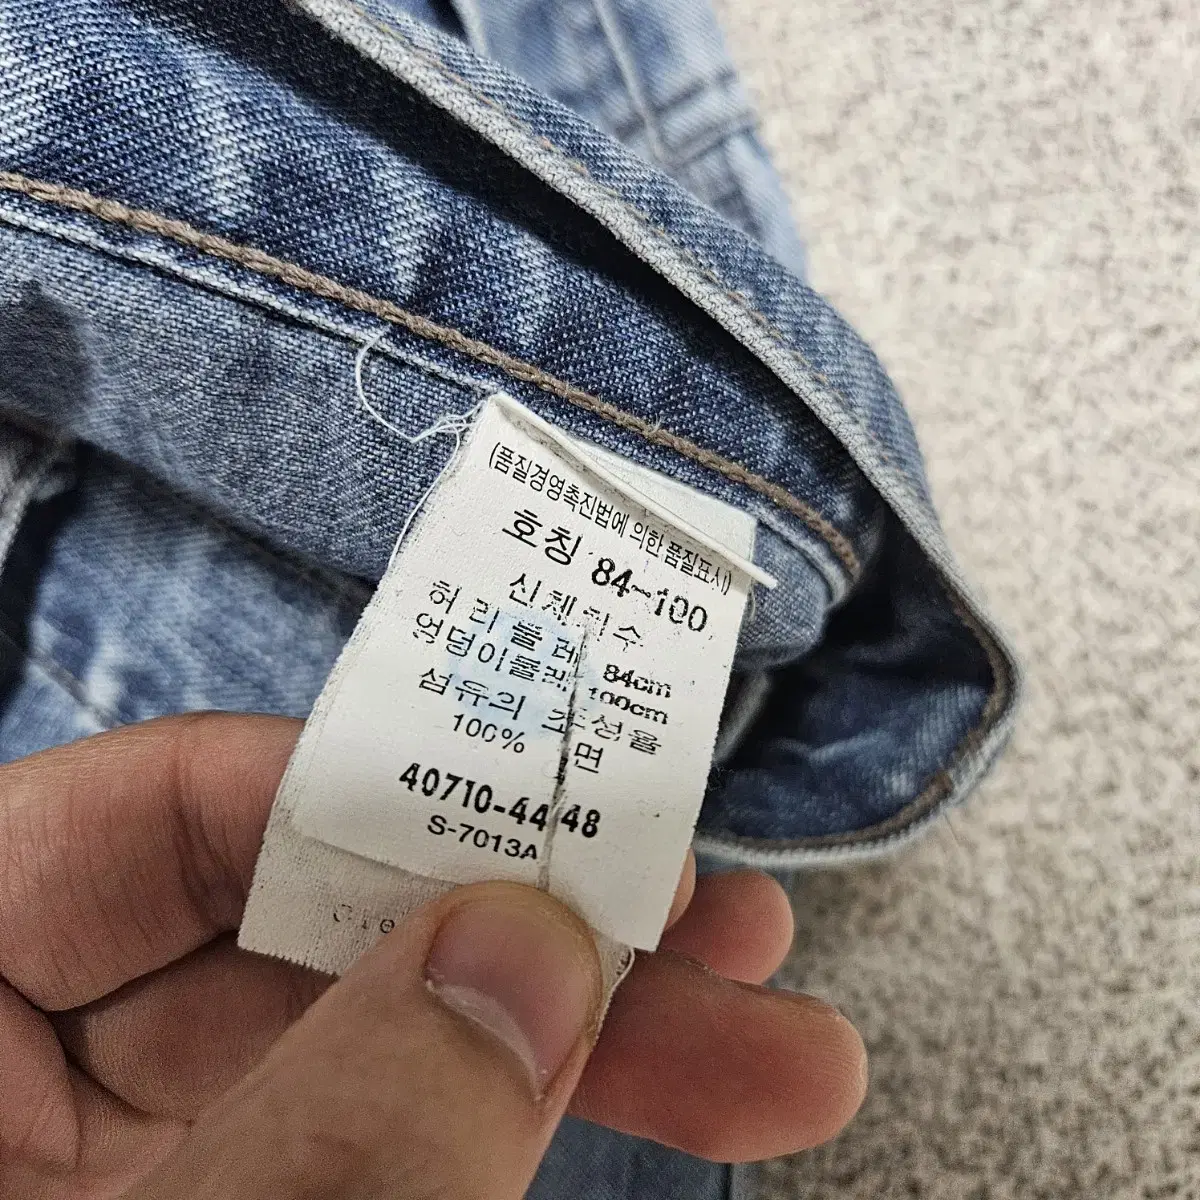 (품질경영촉진법에 의한 품질표시)
호칭 84~100
신체치수
허리둘레 84cm
엉덩이둘레 100cm
섬유의 조성율
100% 면
40710-44 48
S-7013A